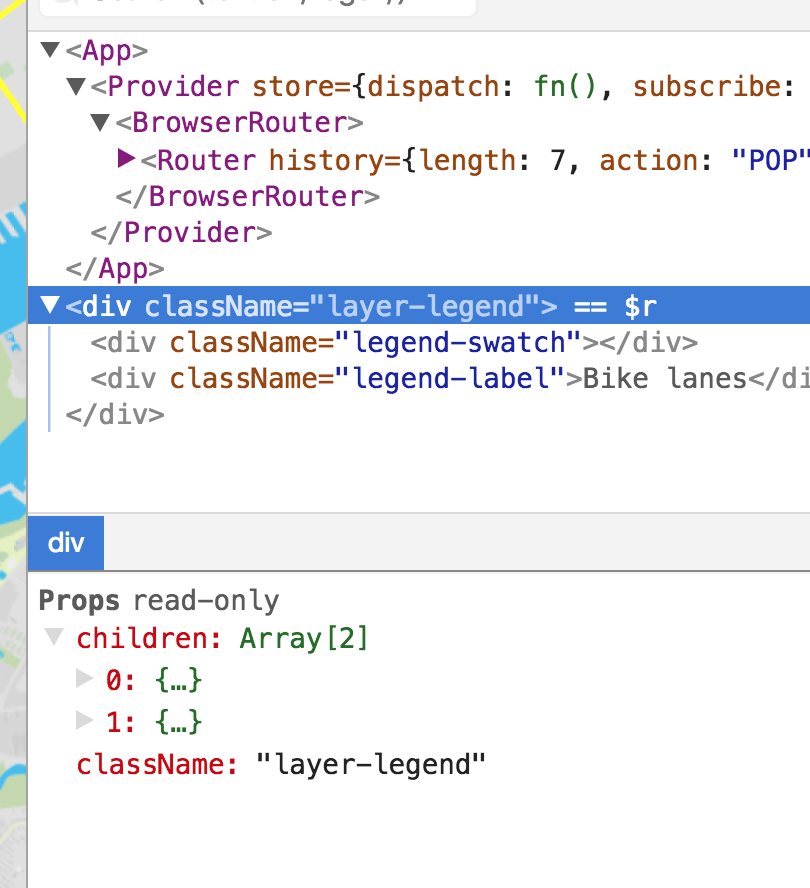 <App>
<Provider store={dispatch: fn(), subscribe:
<BrowserRouter>
<Router history={length: 7, action: "POP"
</BrowserRouter>
</Provider>
</App>
<div className="layer-legend"> == $r
<div className="legend-swatch"></div>
<div className="legend-label">Bike lanes</di
</div>
div
Props read-only
children: Array[2]
0: {…}
1: {…}
className: "layer-legend"